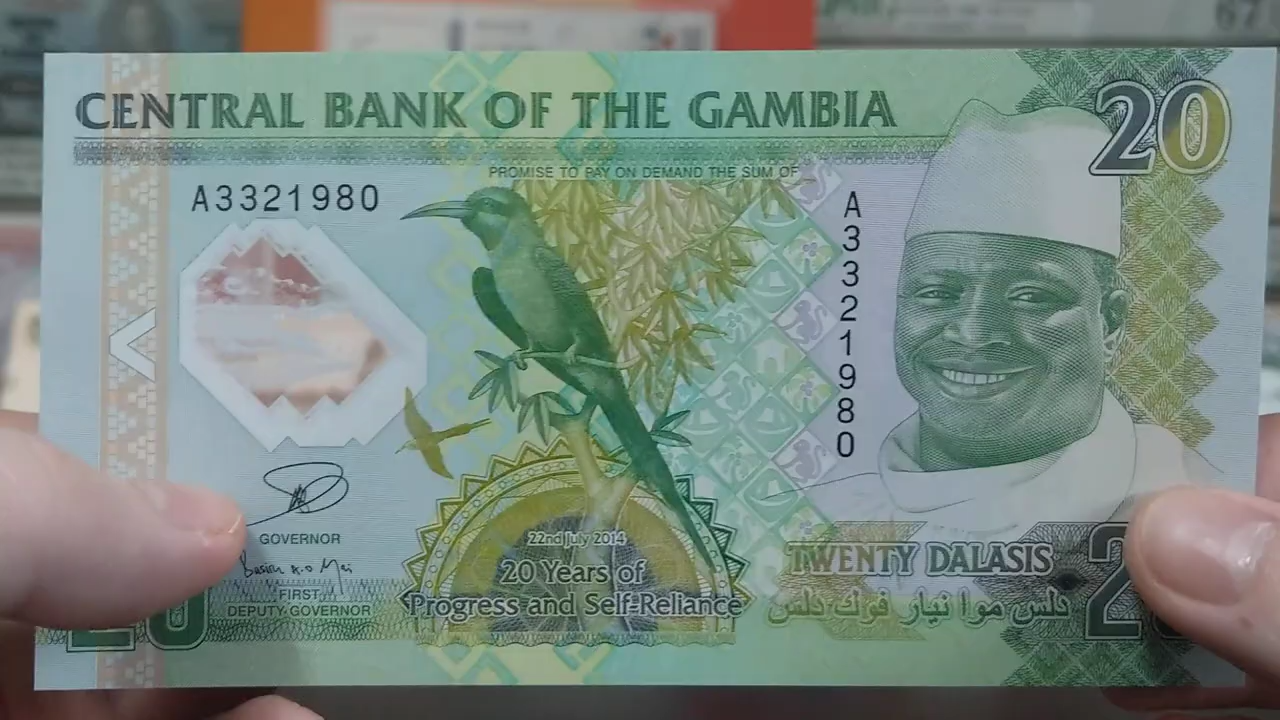 CENTRAL BANK OF THE GAMBIA
20
PROMISE TO PAY ON DEMAND THE SUM OF
A3321980
A3321980
GOVERNOR
FIRST
DEPUTY GOVERNOR
22nd July 2014
20 Years of
Progress and Self-Reliance
TWENTY DALASIS
دلس موا نيار فوك دلس
20